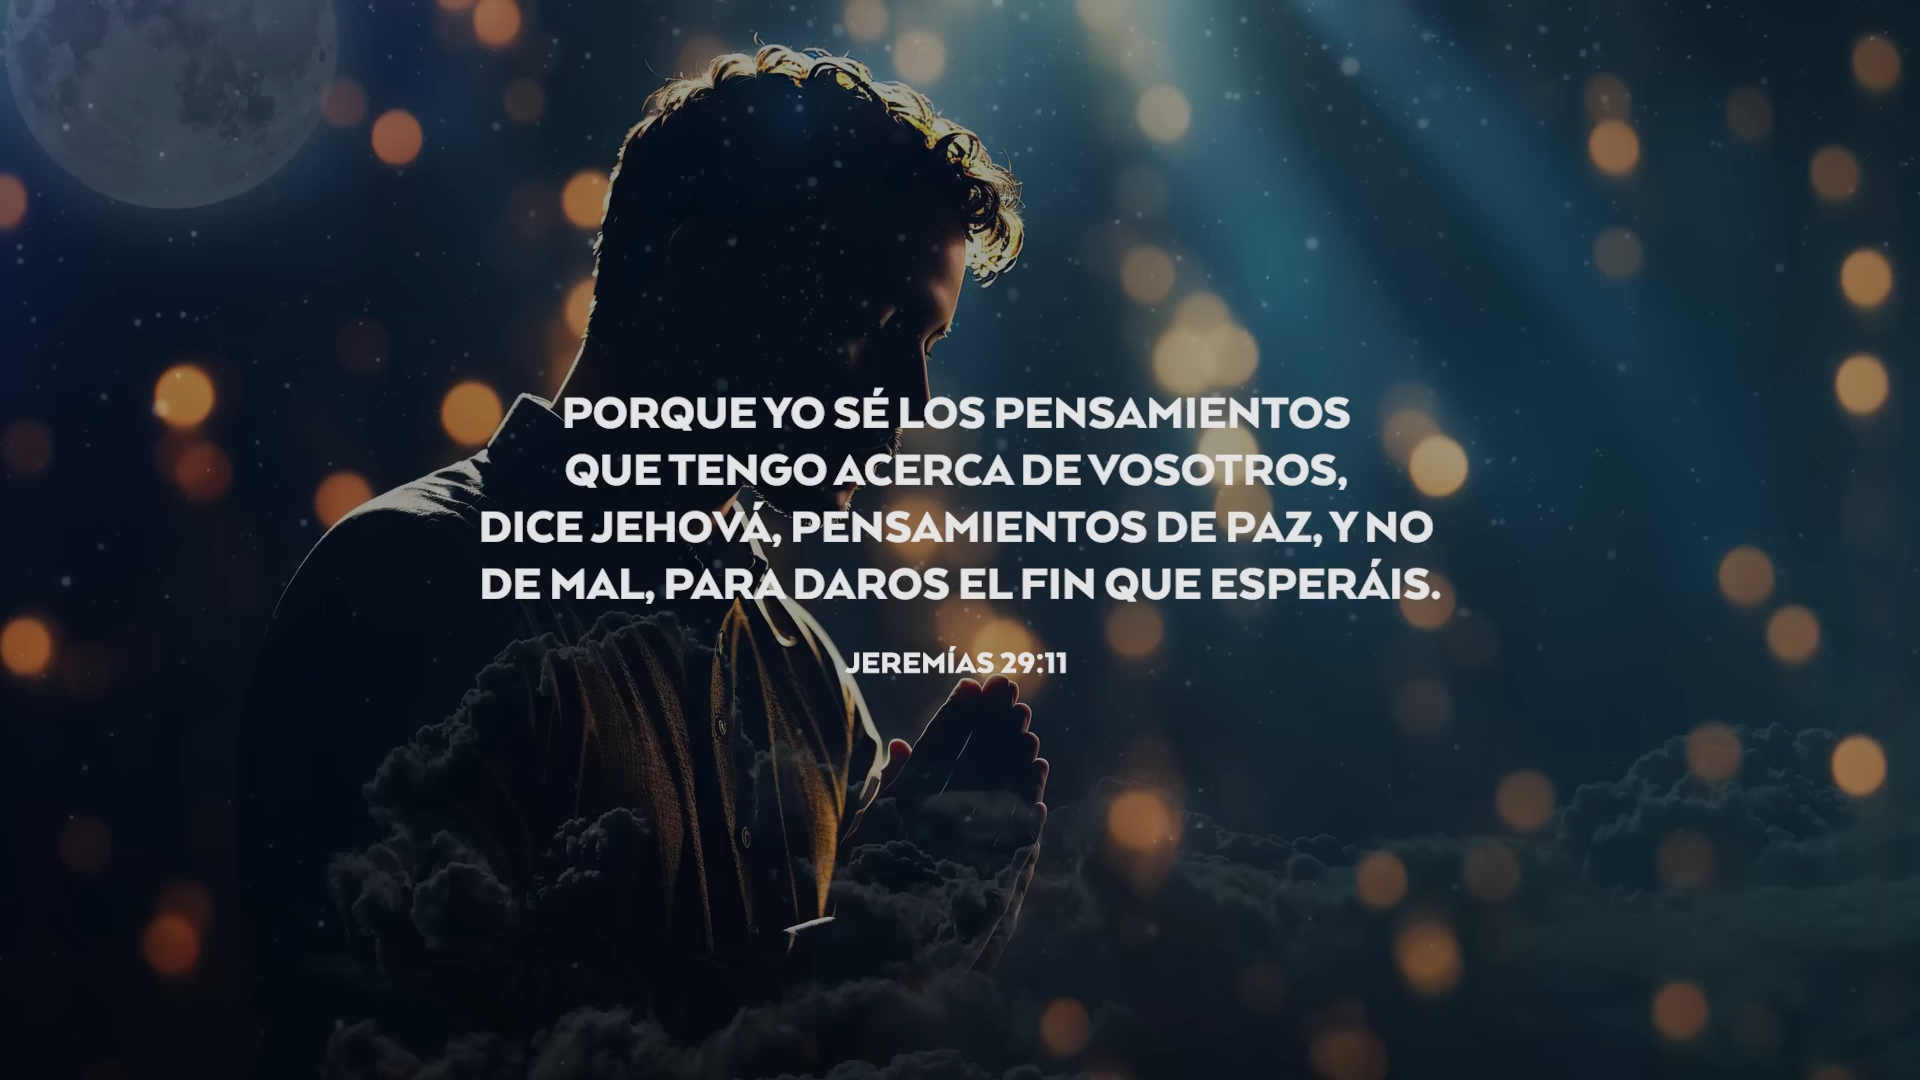 PORQUE YO SÉ LOS PENSAMIENTOS
QUE TENGO ACERCA DE VOSOTROS,
DICE JEHOVÁ, PENSAMIENTOS DE PAZ, Y NO
DE MAL, PARA DAROS EL FIN QUE ESPERÁIS.
JEREMÍAS 29:11